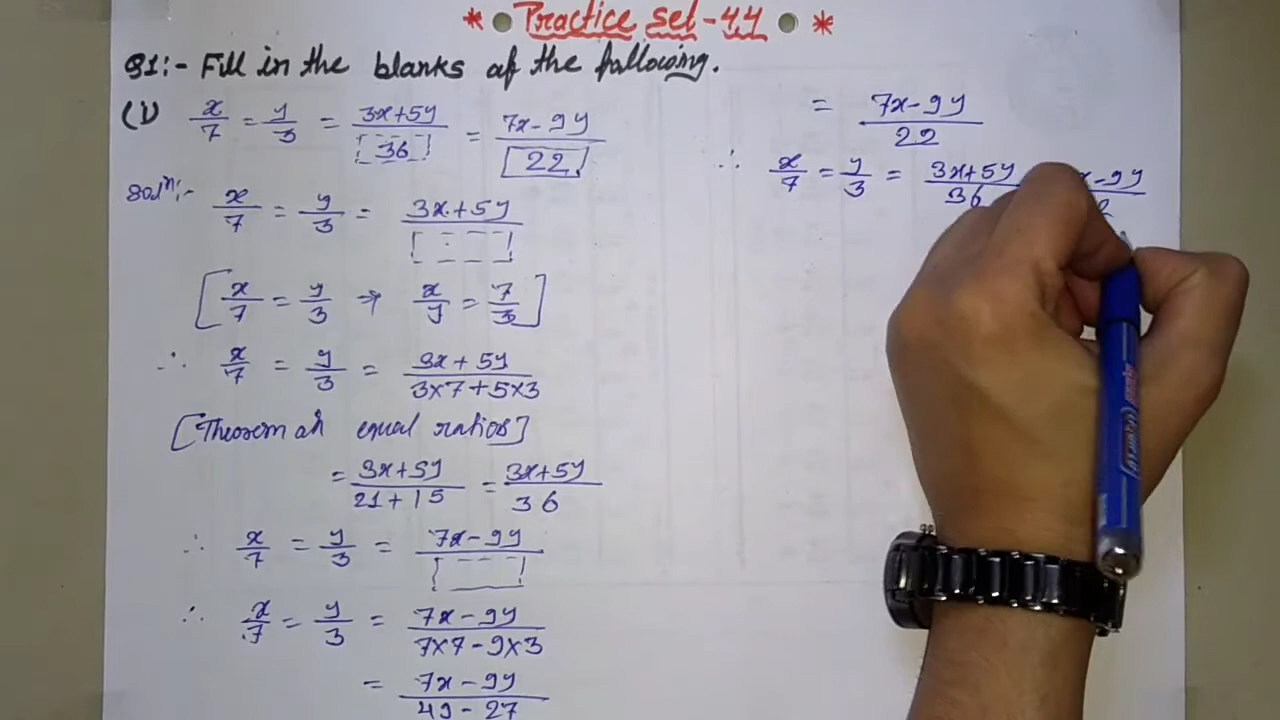 * Practice set - 4.4 *
Q1:- Fill in the blanks of the following.
(1) x/7 = y/3 = 3x+5y/[36] = 7x-9y/[22]
Solⁿ:- x/7 = y/3 = 3x+5y/[ ]
[x/7 = y/3 → x/y = 7/3]
∴ x/7 = y/3 = 3x+5y/3×7+5×3
[Theorem of equal ratios]
= 3x+5y/21+15 = 3x+5y/36
∴ x/7 = y/3 = 7x-9y/[ ]
∴ x/7 = y/3 = 7x-9y/7×7-9×3
= 7x-9y/49-27
= 7x-9y/22
∴ x/7 = y/3 = 3x+5y/36 x-9y/2